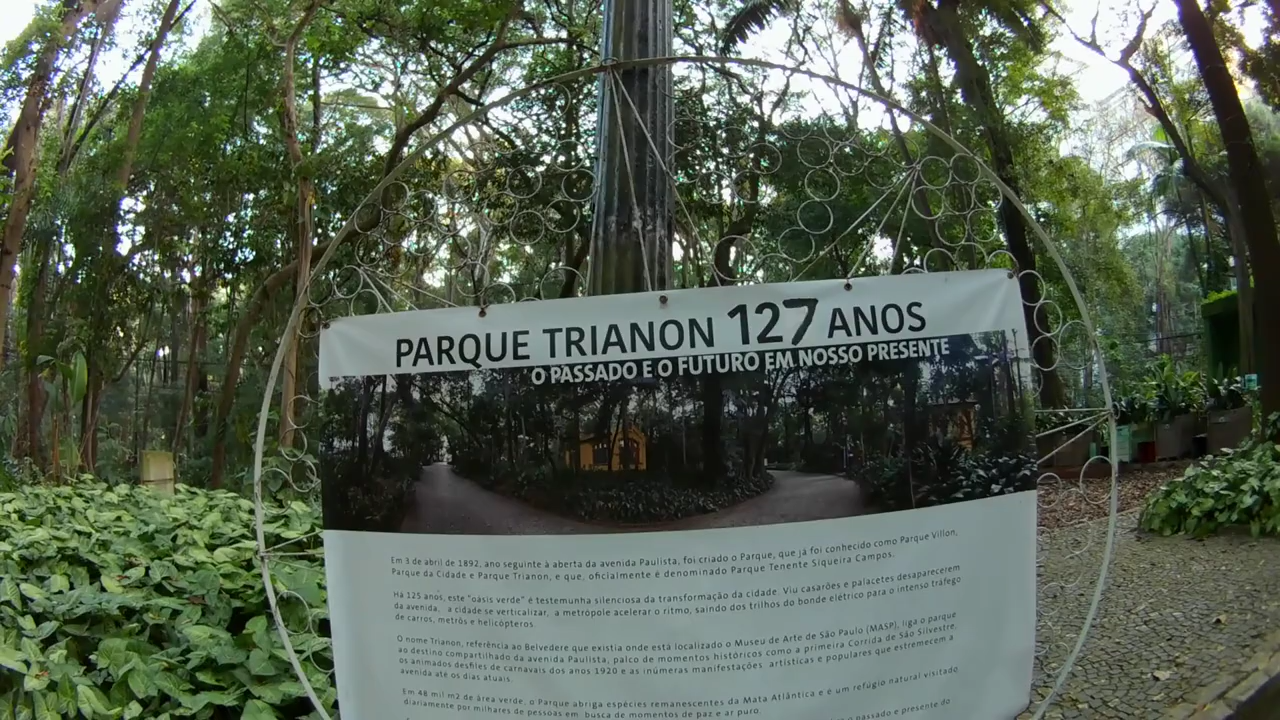 PARQUE TRIANON 127 ANOS
O PASSADO E O FUTURO EM NOSSO PRESENTE
Em 3 de abril de 1892, ano seguinte à aberta da avenida Paulista, foi criado o Parque, que já foi conhecido como Parque Villon,
Parque da Cidade e Parque Trianon, e que, oficialmente é denominado Parque Tenente Siqueira Campos.
Há 125 anos, este "oásis verde" é testemunha silenciosa da transformação da cidade. Viu casarões e palacetes desaparecerem
da avenida, a cidade se verticalizar, a metrópole acelerar o ritmo, saindo dos trilhos do bonde elétrico para o intenso tráfego
de carros, metrôs e helicópteros.
O nome Trianon, referência ao Belvedere que existia onde está localizado o Museu de Arte de São Paulo (MASP), liga o parque
ao destino compartilhado da avenida Paulista, palco de momentos históricos como a primeira Corrida de São Silvestre,
os animados desfiles de carnavais dos anos 1920 e as inúmeras manifestações artísticas e populares que estremecem a
avenida até os dias atuais.
Em 48 mil m2 de área verde, o Parque abriga espécies remanescentes da Mata Atlântica e é um refúgio natural visitado
diariamente por milhares de pessoas em busca de momentos de paz e ar puro.
o passado e presente do